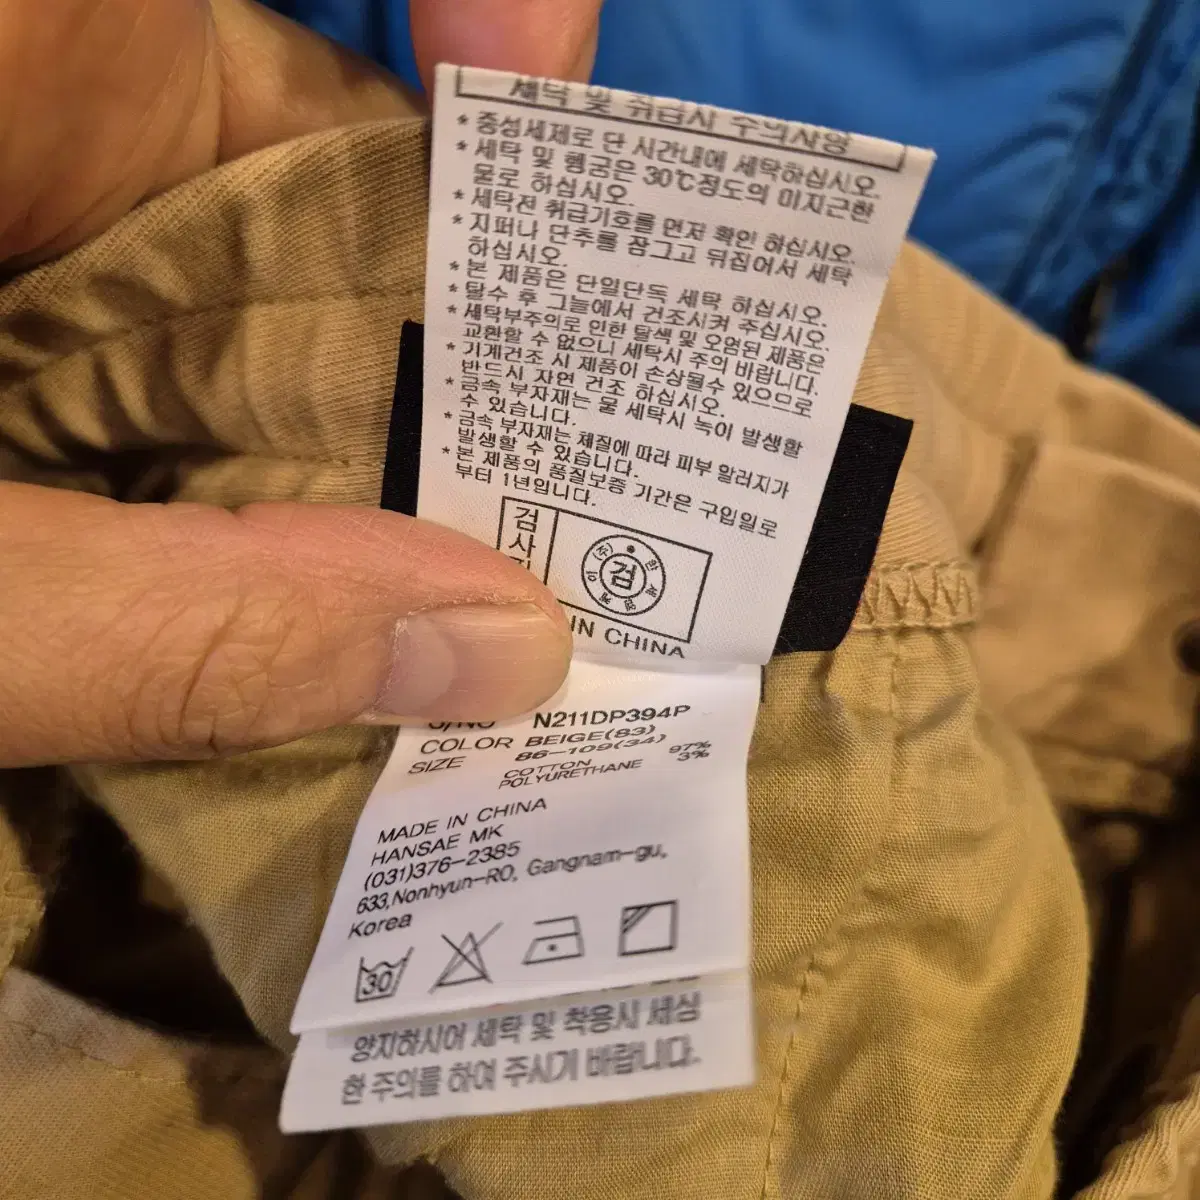 세탁 및 취급시 주의사항
* 중성세제로 단 시간내에 세탁하십시오.
* 세탁 및 헹굼은 30℃정도의 미지근한
물로 하십시오.
* 세탁전 취급기호를 먼저 확인 하십시오.
* 지퍼나 단추를 잠그고 뒤집어서 세탁
하십시오.
* 본 제품은 단일단독 세탁 하십시오.
* 탈수 후 그늘에서 건조시켜 주십시오.
* 세탁부주의로 인한 탈색 및 오염된 제품은
교환할 수 없으니 세탁시 주의 바랍니다.
* 기계건조 시 제품이 손상될수 있으므로
반드시 자연 건조 하십시오.
* 금속 부자재는 물 세탁시 녹이 발생할
수 있습니다.
* 금속 부자재는 체질에 따라 피부 알러지가
발생할 수 있습니다.
* 본 제품의 품질보증 기간은 구입일로
부터 1년입니다.
검사
검
(주)한세엠케이
IN CHINA
S/NO N211DP394P
COLOR BEIGE(83)
SIZE 86-109(34)
COTTON 97%
POLYURETHANE 3%
MADE IN CHINA
HANSAE MK
(031)376-2385
633,Nonhyun-RO, Gangnam-gu,
Korea
30
양지하시어 세탁 및 착용시 세심
한 주의를 하여 주시기 바랍니다.